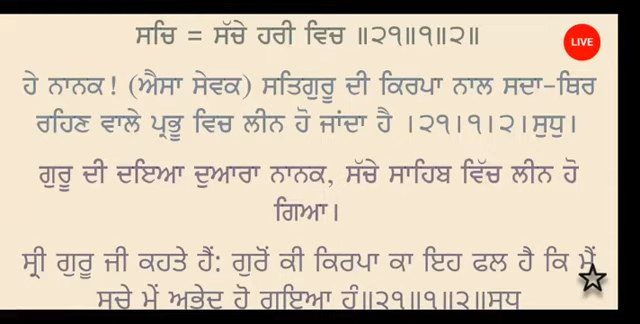 ਸਚਿ = ਸੱਚੇ ਹਰੀ ਵਿਚ ॥੨੧॥੧॥੨॥
LIVE
ਹੇ ਨਾਨਕ! (ਐਸਾ ਸੇਵਕ) ਸਤਿਗੁਰੂ ਦੀ ਕਿਰਪਾ ਨਾਲ ਸਦਾ-ਥਿਰ
ਰਹਿਣ ਵਾਲੇ ਪ੍ਰਭੂ ਵਿਚ ਲੀਨ ਹੋ ਜਾਂਦਾ ਹੈ ।੨੧।੧।੨।ਸੁਧੁ।
ਗੁਰੂ ਦੀ ਦਇਆ ਦੁਆਰਾ ਨਾਨਕ, ਸੱਚੇ ਸਾਹਿਬ ਵਿੱਚ ਲੀਨ ਹੋ
ਗਿਆ।
ਸ੍ਰੀ ਗੁਰੂ ਜੀ ਕਹਤੇ ਹੈਂ: ਗੁਰੋਂ ਕੀ ਕਿਰਪਾ ਕਾ ਇਹ ਫਲ ਹੈ ਕਿ ਮੈਂ
ਸਚੇ ਮੇਂ ਅਭੇਦ ਹੋ ਗਇਆ ਹੂੰ॥੨੧॥੧॥੨॥ਸਧ